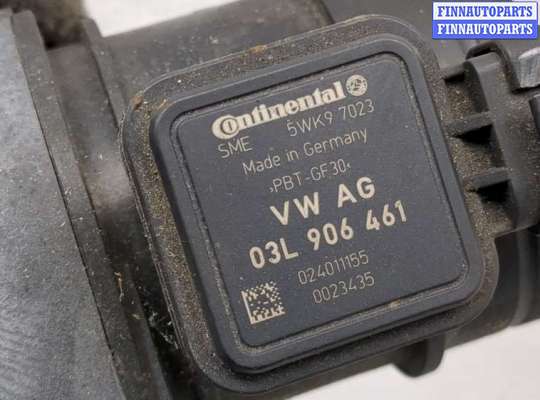 FINNAUTOPARTS
FINNAUTOPARTS
Continental
SME 5WK9 7023
Made in Germany
>PBT-GF30<
VW AG
03L 906 461
024011155
0023435